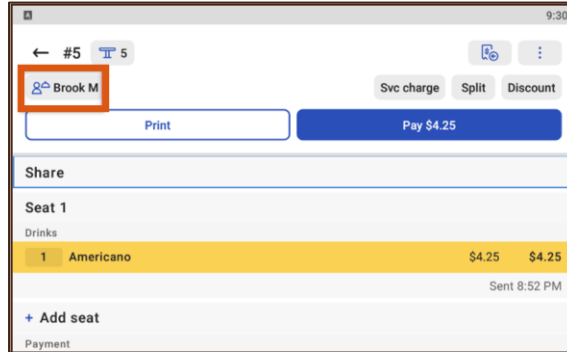 9:30
← #5 5
Brook M Svc charge Split Discount
Print Pay $4.25
Share
Seat 1
Drinks
1 Americano $4.25 $4.25
Sent 8:52 PM
+ Add seat
Payment